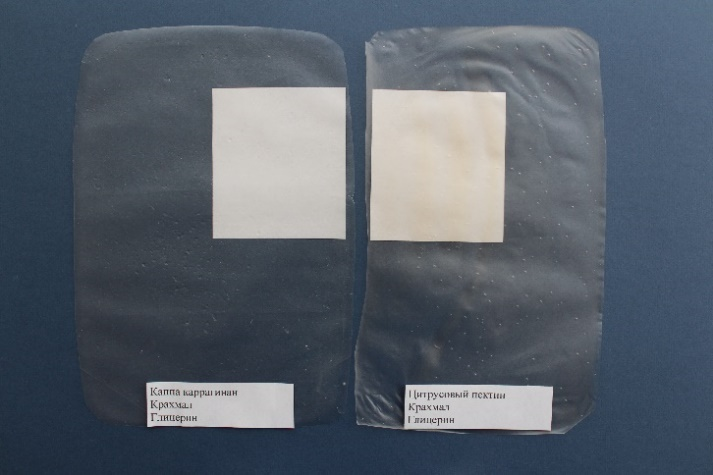 Каппа каррагинан
Крахмал
Глицерин
Цитрусовый пектин
Крахмал
Глицерин